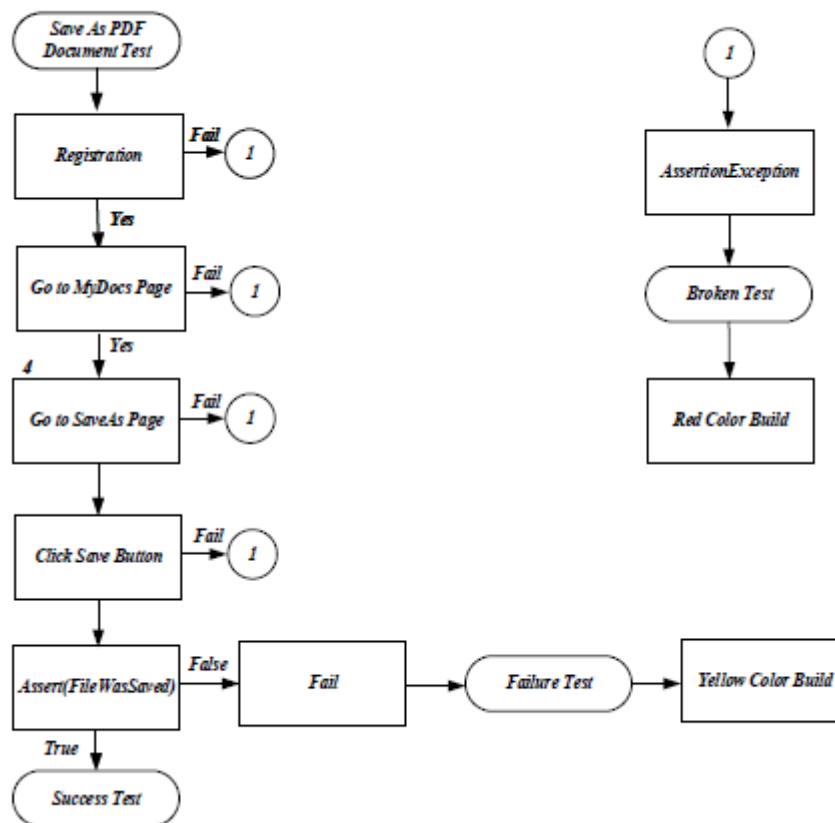 Save As PDF
Document Test
1
Registration
Fail
1
AssertionException
Yes
Go to MyDocs Page
Fail
1
Broken Test
Yes
4
Go to SaveAs Page
Fail
1
Red Color Build
Click Save Button
Fail
1
Assert(FileWasSaved)
False
Fail
Failure Test
Yellow Color Build
True
Success Test